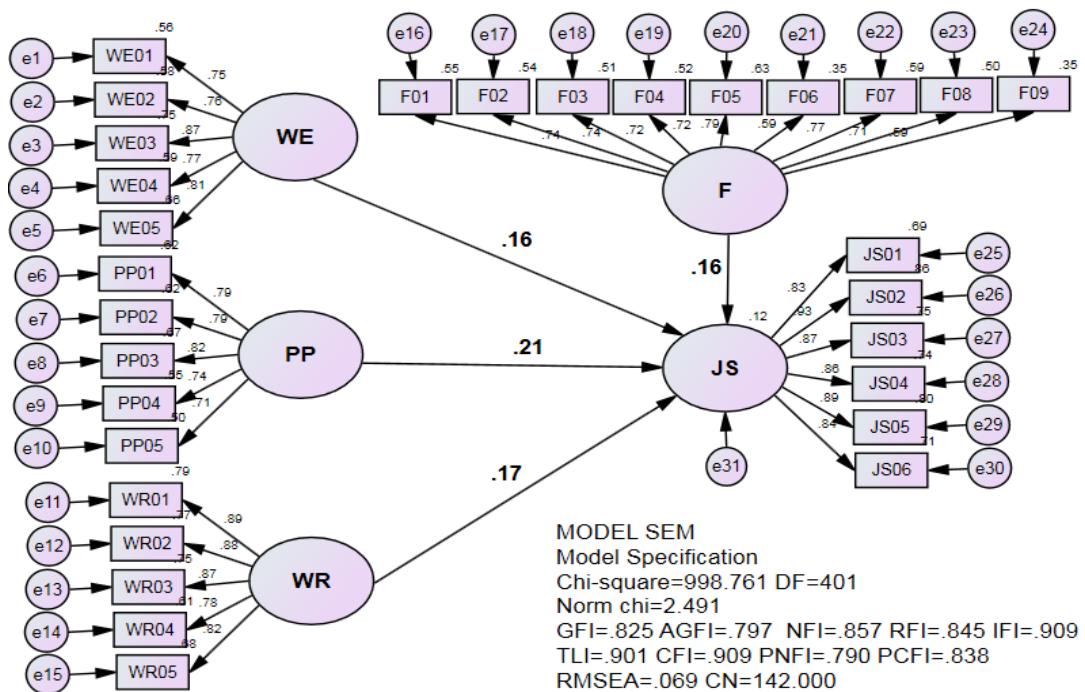 .56
e1 WE01
.58
e2 WE02
.75
e3 WE03
.59
e4 WE04
.66
e5 WE05
.75
.76
.87
.77
.81
WE
.62
e6 PP01
.62
e7 PP02
.67
e8 PP03
.55
e9 PP04
.50
e10 PP05
.79
.79
.82
.74
.71
PP
.79
e11 WR01
.77
e12 WR02
.75
e13 WR03
.61
e14 WR04
.68
e15 WR05
.89
.88
.87
.78
.82
WR
e16 e17 e18 e19 e20 e21 e22 e23 e24
.55 .54 .51 .52 .63 .35 .59 .50 .35
F01 F02 F03 F04 F05 F06 F07 F08 F09
.74 .74 .72 .72 .79 .59 .77 .71 .59
F
.16
.16
.21
.17
.12
JS
e31
.83
.93
.87
.86
.89
.84
.69
JS01 e25
.86
JS02 e26
.75
JS03 e27
.74
JS04 e28
.80
JS05 e29
.71
JS06 e30
MODEL SEM
Model Specification
Chi-square=998.761 DF=401
Norm chi=2.491
GFI=.825 AGFI=.797 NFI=.857 RFI=.845 IFI=.909
TLI=.901 CFI=.909 PNFI=.790 PCFI=.838
RMSEA=.069 CN=142.000